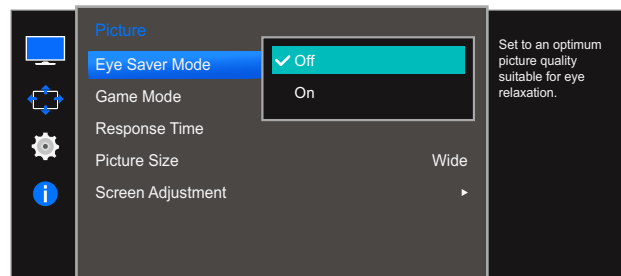 Picture
Eye Saver Mode
Off
On
Game Mode
Response Time
Picture Size Wide
Screen Adjustment
Set to an optimum
picture quality
suitable for eye
relaxation.